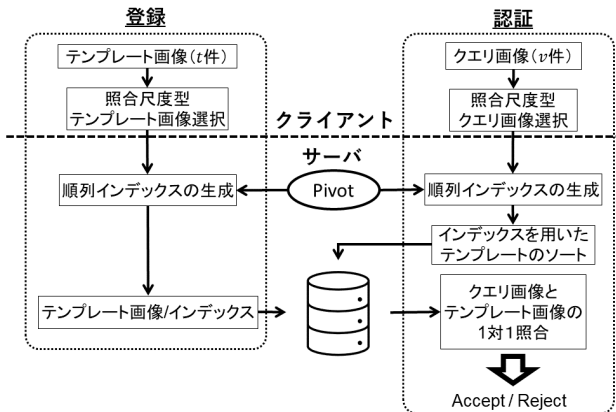 登録
テンプレート画像(t件)
照合尺度型
テンプレート画像選択
順列インデックスの生成
テンプレート画像/インデックス
クライアント
サーバ
Pivot
認証
クエリ画像(v件)
照合尺度型
クエリ画像選択
順列インデックスの生成
インデックスを用いた
テンプレートのソート
クエリ画像と
テンプレート画像の
1対1照合
Accept / Reject